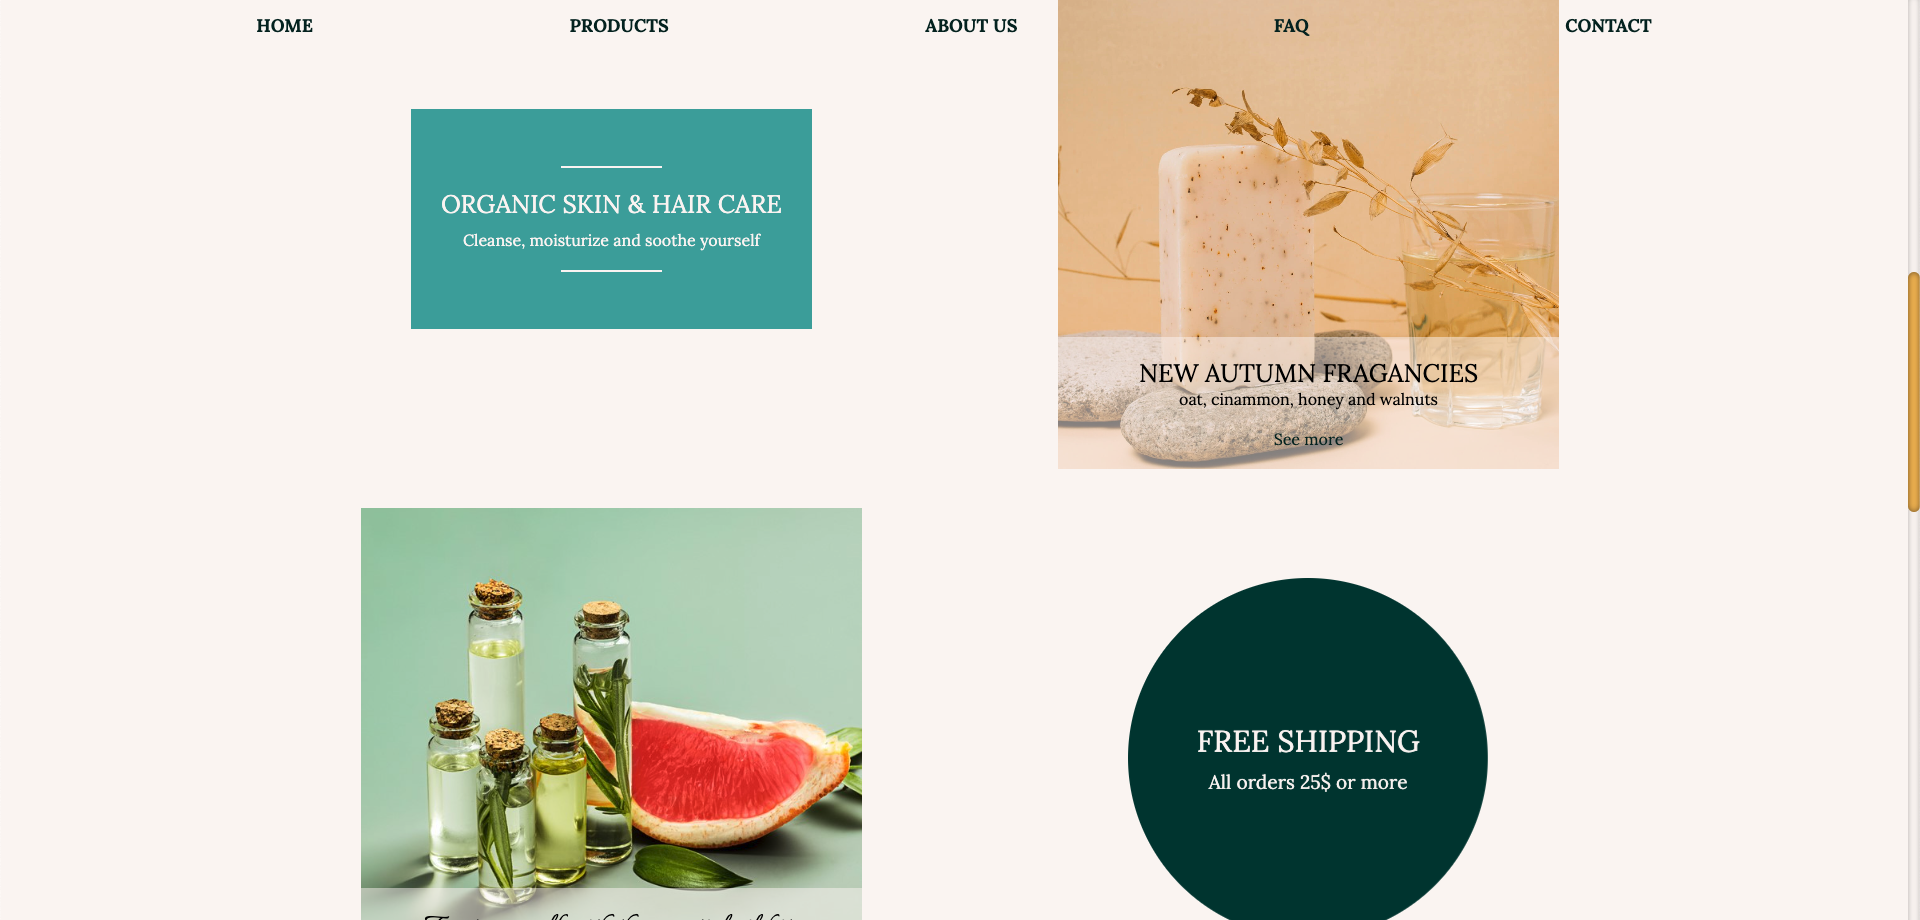 HOME
PRODUCTS
ABOUT US
FAQ
CONTACT
ORGANIC SKIN & HAIR CARE
Cleanse, moisturize and soothe yourself
NEW AUTUMN FRAGANCIES
oat, cinammon, honey and walnuts
See more
FREE SHIPPING
All orders 25$ or more